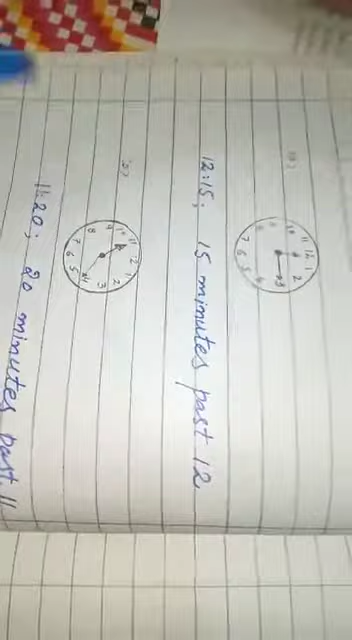 12:15; 15 minutes past 12
11:20; 20 minutes past 11